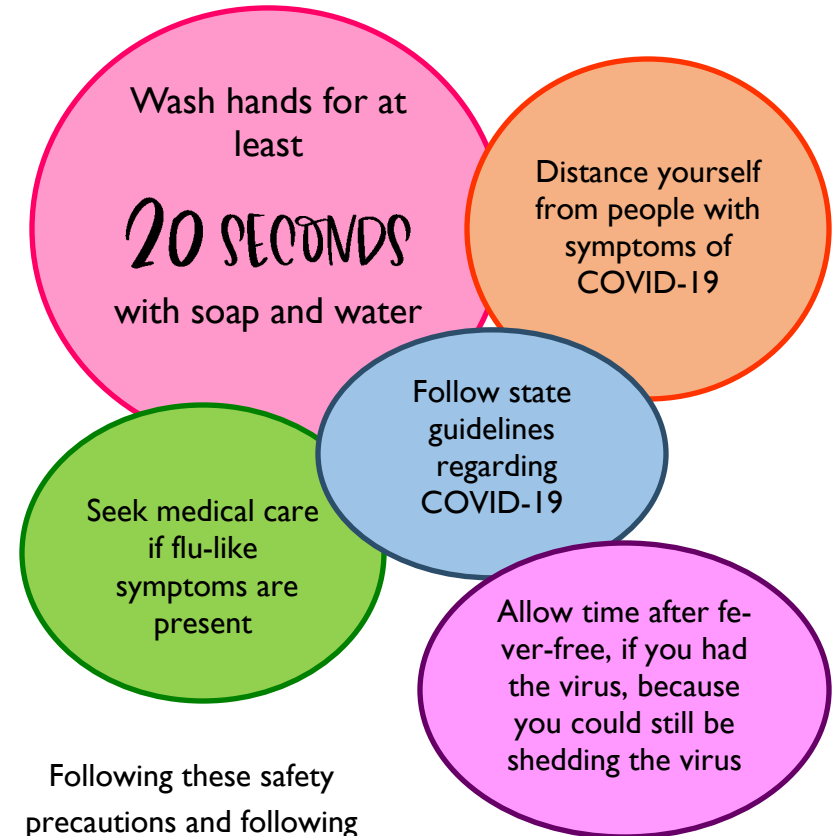 Wash hands for at
least
20 SECONDS
with soap and water
Distance yourself
from people with
symptoms of
COVID-19
Follow state
guidelines
regarding
COVID-19
Seek medical care
if flu-like
symptoms are
present
Allow time after fe-
ver-free, if you had
the virus, because
you could still be
shedding the virus
Following these safety
precautions and following